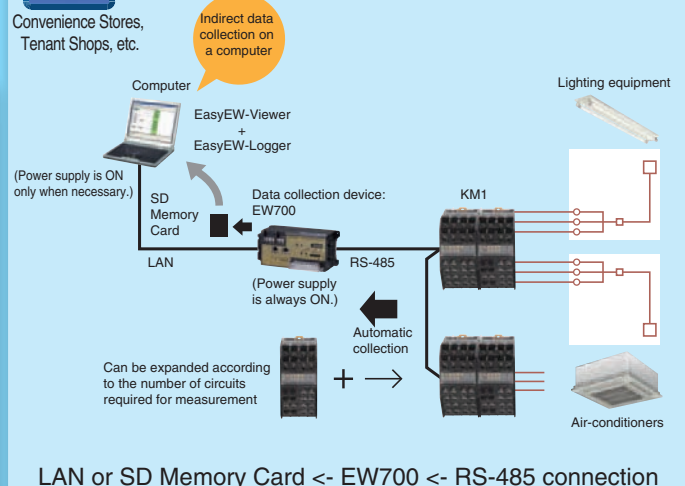 Convenience Stores,
Tenant Shops, etc.
Indirect data
collection on
a computer
Computer
EasyEW-Viewer
+
EasyEW-Logger
Lighting equipment
(Power supply is ON
only when necessary.)
SD
Memory
Card
Data collection device:
EW700
KM1
LAN
RS-485
(Power supply
is always ON.)
Automatic
collection
Can be expanded according
to the number of circuits
required for measurement
+
Air-conditioners
LAN or SD Memory Card <- EW700 <- RS-485 connection